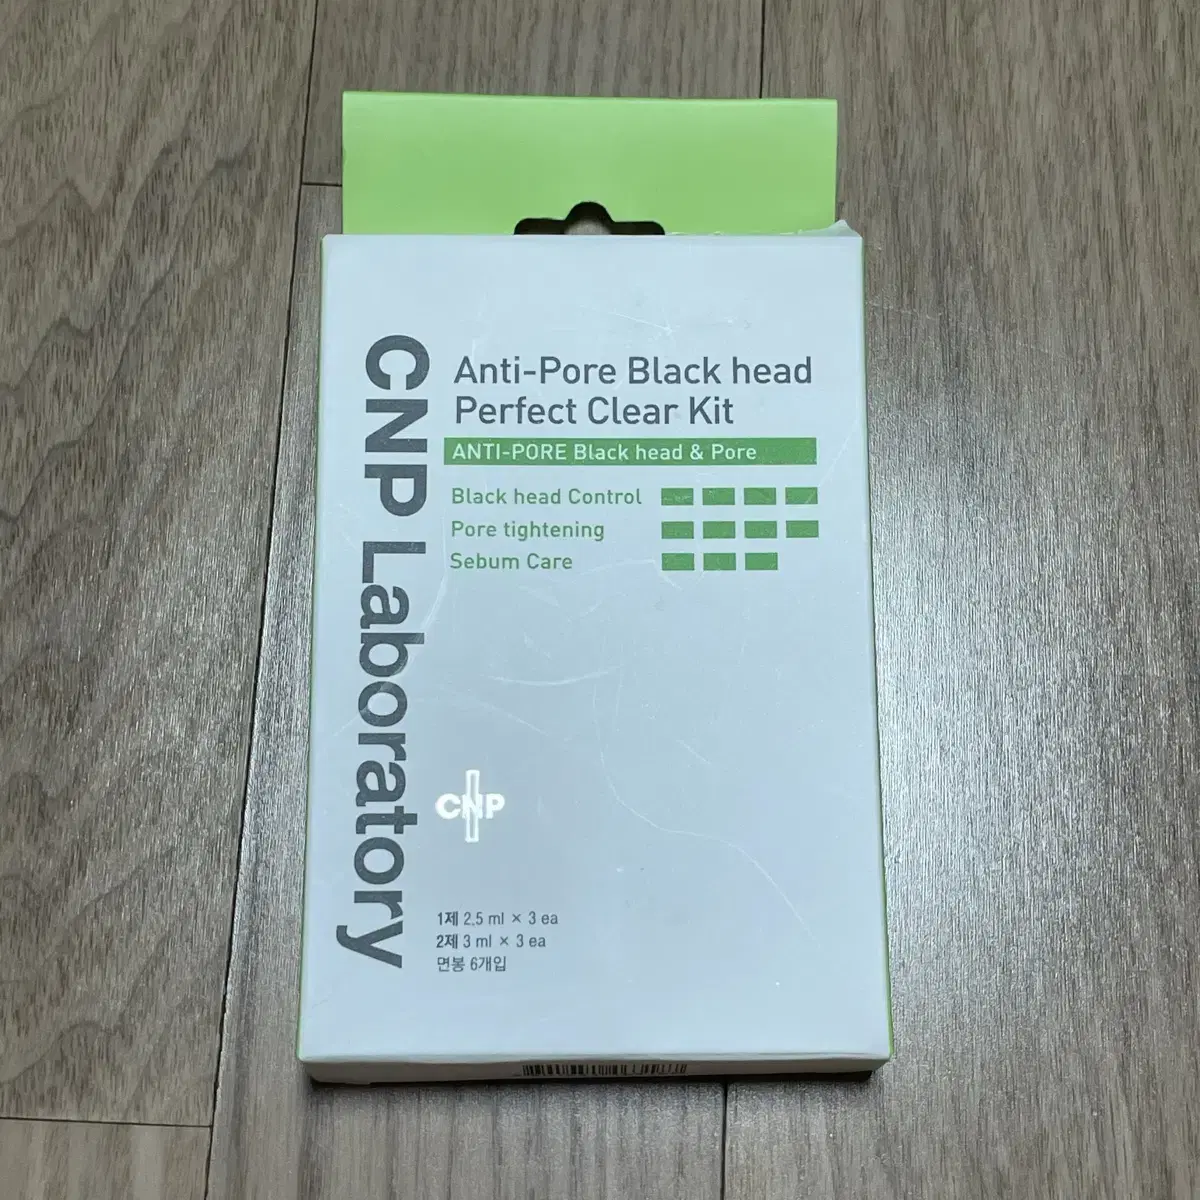 CNP Laboratory
Anti-Pore Black head
Perfect Clear Kit
ANTI-PORE Black head & Pore
Black head Control
Pore tightening
Sebum Care
CNP
1제 2.5 ml × 3 ea
2제 3 ml × 3 ea
면봉 6개입